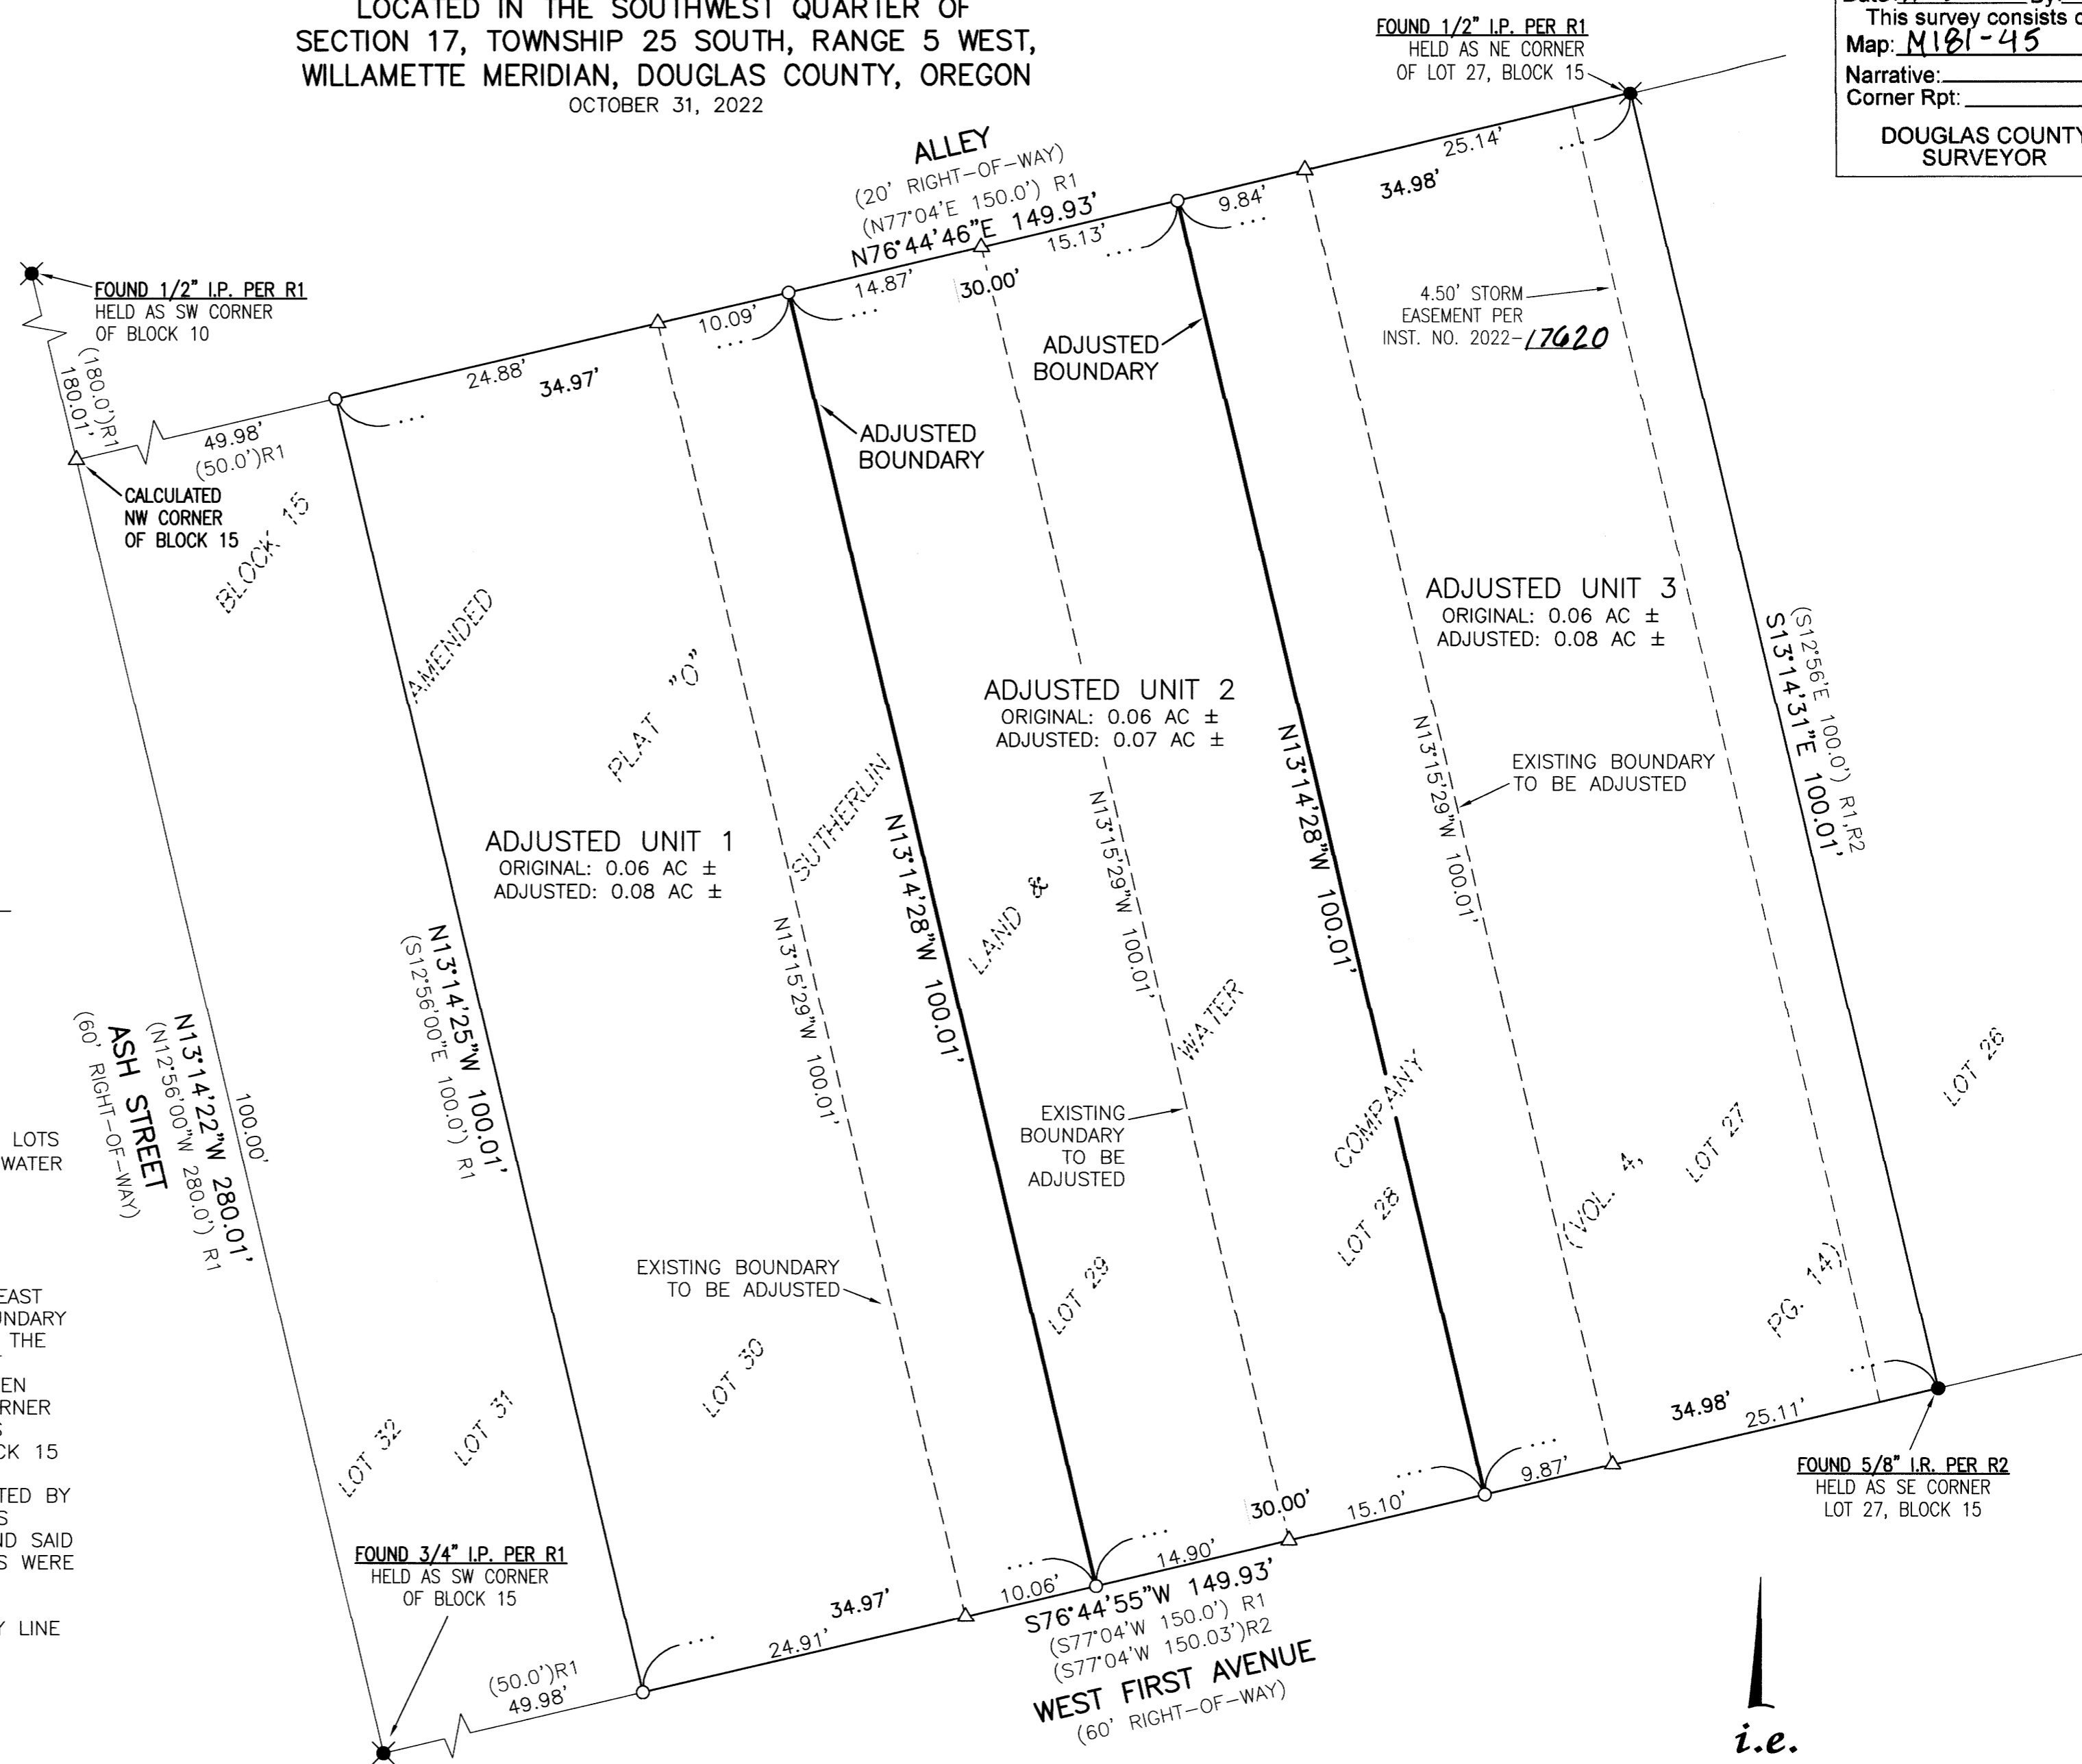 LOCATED IN THE SOUTHWEST QUARTER OF
SECTION 17, TOWNSHIP 25 SOUTH, RANGE 5 WEST,
WILLAMETTE MERIDIAN, DOUGLAS COUNTY, OREGON
OCTOBER 31, 2022
This survey consists
Map: M181-45
Narrative:
Corner Rpt:
DOUGLAS COUNTY
SURVEYOR
FOUND 1/2" I.P. PER R1
HELD AS NE CORNER
OF LOT 27, BLOCK 15
ALLEY
(20' RIGHT-OF-WAY)
(N77°04'E 150.0') R1
N76°44'46"E 149.93'
24.88'
34.97'
10.09'
14.87'
30.00'
15.13'
9.84'
34.98'
25.14'
FOUND 1/2" I.P. PER R1
HELD AS SW CORNER
OF BLOCK 10
(180.0')R1
180.01'
49.98'
(50.0')R1
CALCULATED
NW CORNER
OF BLOCK 15
ADJUSTED
BOUNDARY
ADJUSTED
BOUNDARY
4.50' STORM
EASEMENT PER
INST. NO. 2022-17620
BLOCK 15
AMENDED
PLAT "O"
SUTHERLIN
LAND &
WATER
COMPANY
(VOL. 4,
PG. 14)
ADJUSTED UNIT 1
ORIGINAL: 0.06 AC ±
ADJUSTED: 0.08 AC ±
ADJUSTED UNIT 2
ORIGINAL: 0.06 AC ±
ADJUSTED: 0.07 AC ±
ADJUSTED UNIT 3
ORIGINAL: 0.06 AC ±
ADJUSTED: 0.08 AC ±
100.00'
N13°14'22"W 280.01'
(N12°56'00"W 280.0') R1
ASH STREET
(60' RIGHT-OF-WAY)
N13°14'25"W 100.01'
(S12°56'00"E 100.0') R1
N13°15'29"W 100.01'
N13°14'28"W 100.01'
N13°15'29"W 100.01'
N13°14'28"W 100.01'
N13°15'29"W 100.01'
(S12°56'E 100.0') R1,R2
S13°14'31"E 100.01'
EXISTING BOUNDARY
TO BE ADJUSTED
EXISTING
BOUNDARY
TO BE
ADJUSTED
EXISTING BOUNDARY
TO BE ADJUSTED
LOT 32
LOT 31
LOT 30
LOT 29
LOT 28
LOT 27
LOT 26
LOTS
WATER
EAST
THE
CK 15
BY
SAID
WERE
LINE
FOUND 3/4" I.P. PER R1
HELD AS SW CORNER
OF BLOCK 15
(50.0')R1
49.98'
24.91'
34.97'
10.06'
14.90'
30.00'
15.10'
9.87'
34.98'
25.11'
S76°44'55"W 149.93'
(S77°04'W 150.0') R1
(S77°04'W 150.03')R2
WEST FIRST AVENUE
(60' RIGHT-OF-WAY)
FOUND 5/8" I.R. PER R2
HELD AS SE CORNER
LOT 27, BLOCK 15
i.e.